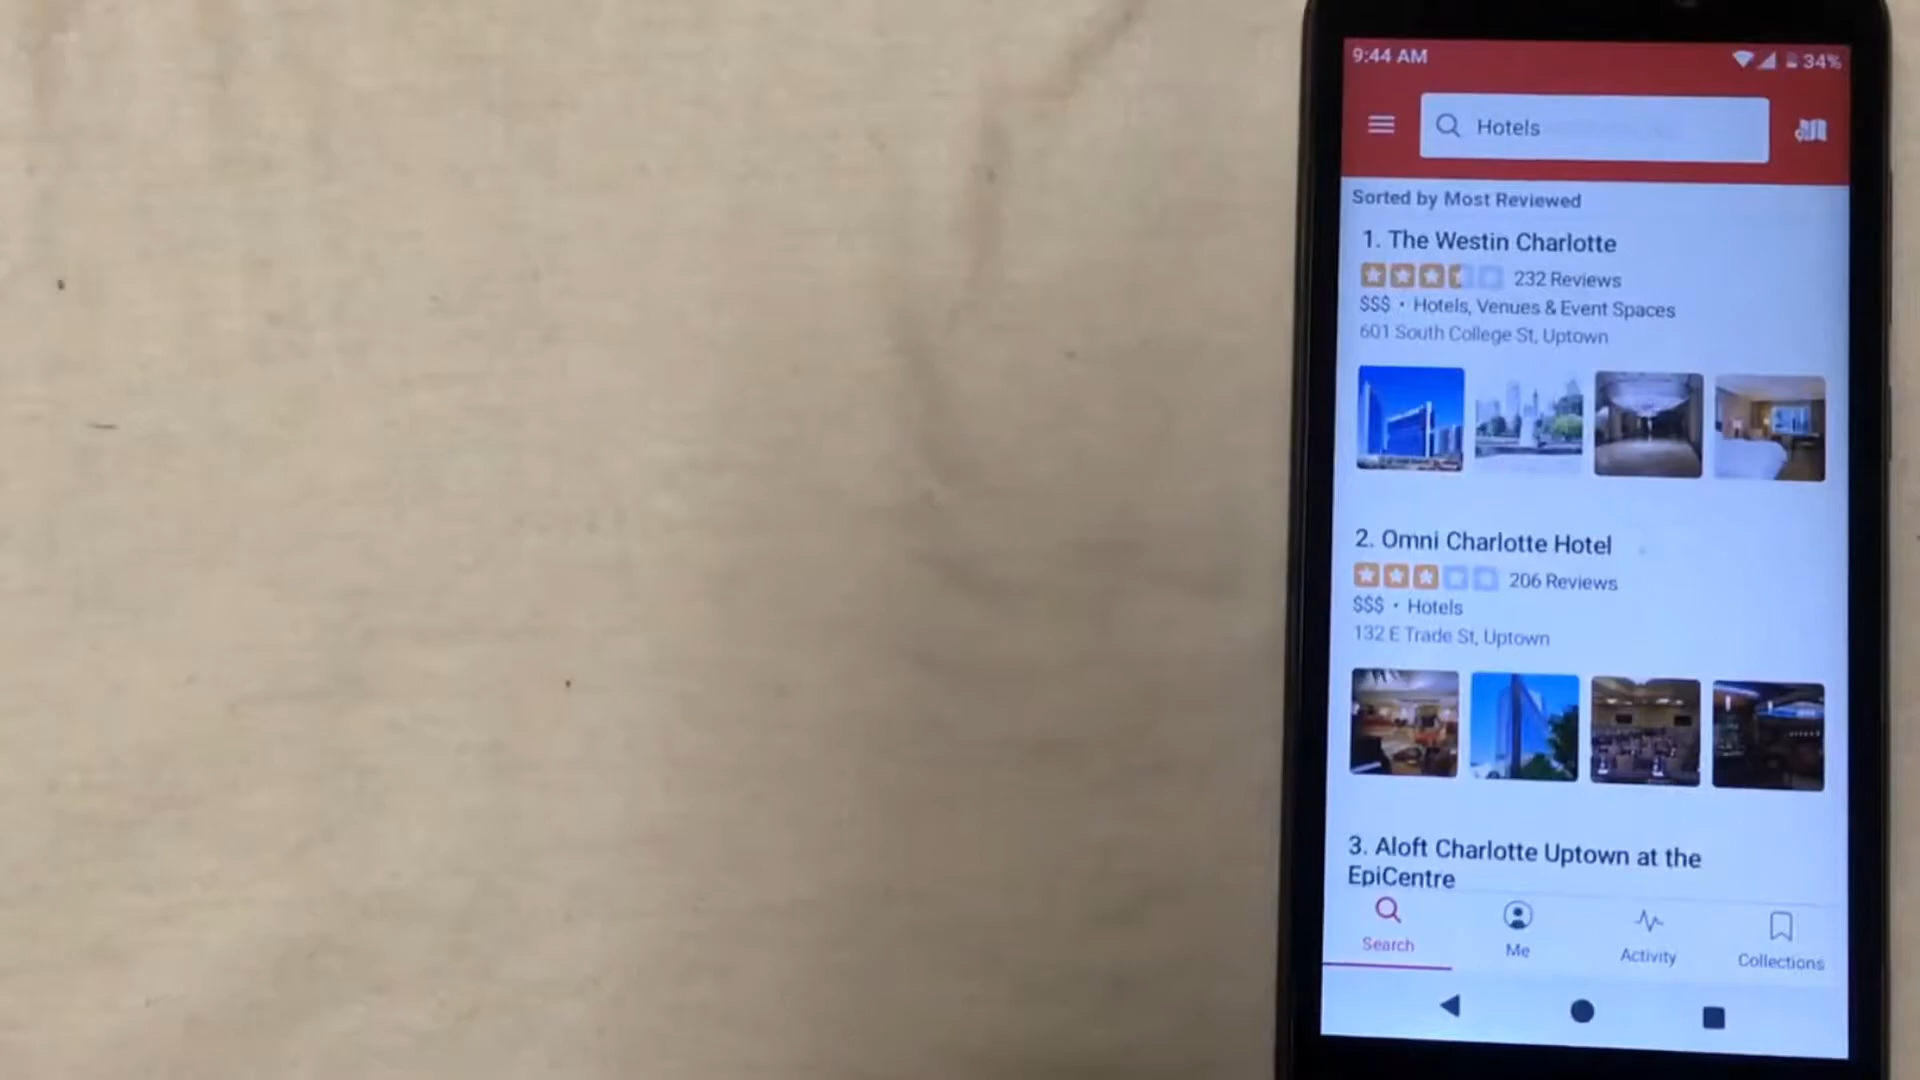 9:44 AM
34%
Hotels
Sorted by Most Reviewed
1. The Westin Charlotte
232 Reviews
$$$ • Hotels, Venues & Event Spaces
601 South College St, Uptown
2. Omni Charlotte Hotel
206 Reviews
$$$ • Hotels
132 E Trade St, Uptown
3. Aloft Charlotte Uptown at the
EpiCentre
Search
Me
Activity
Collections